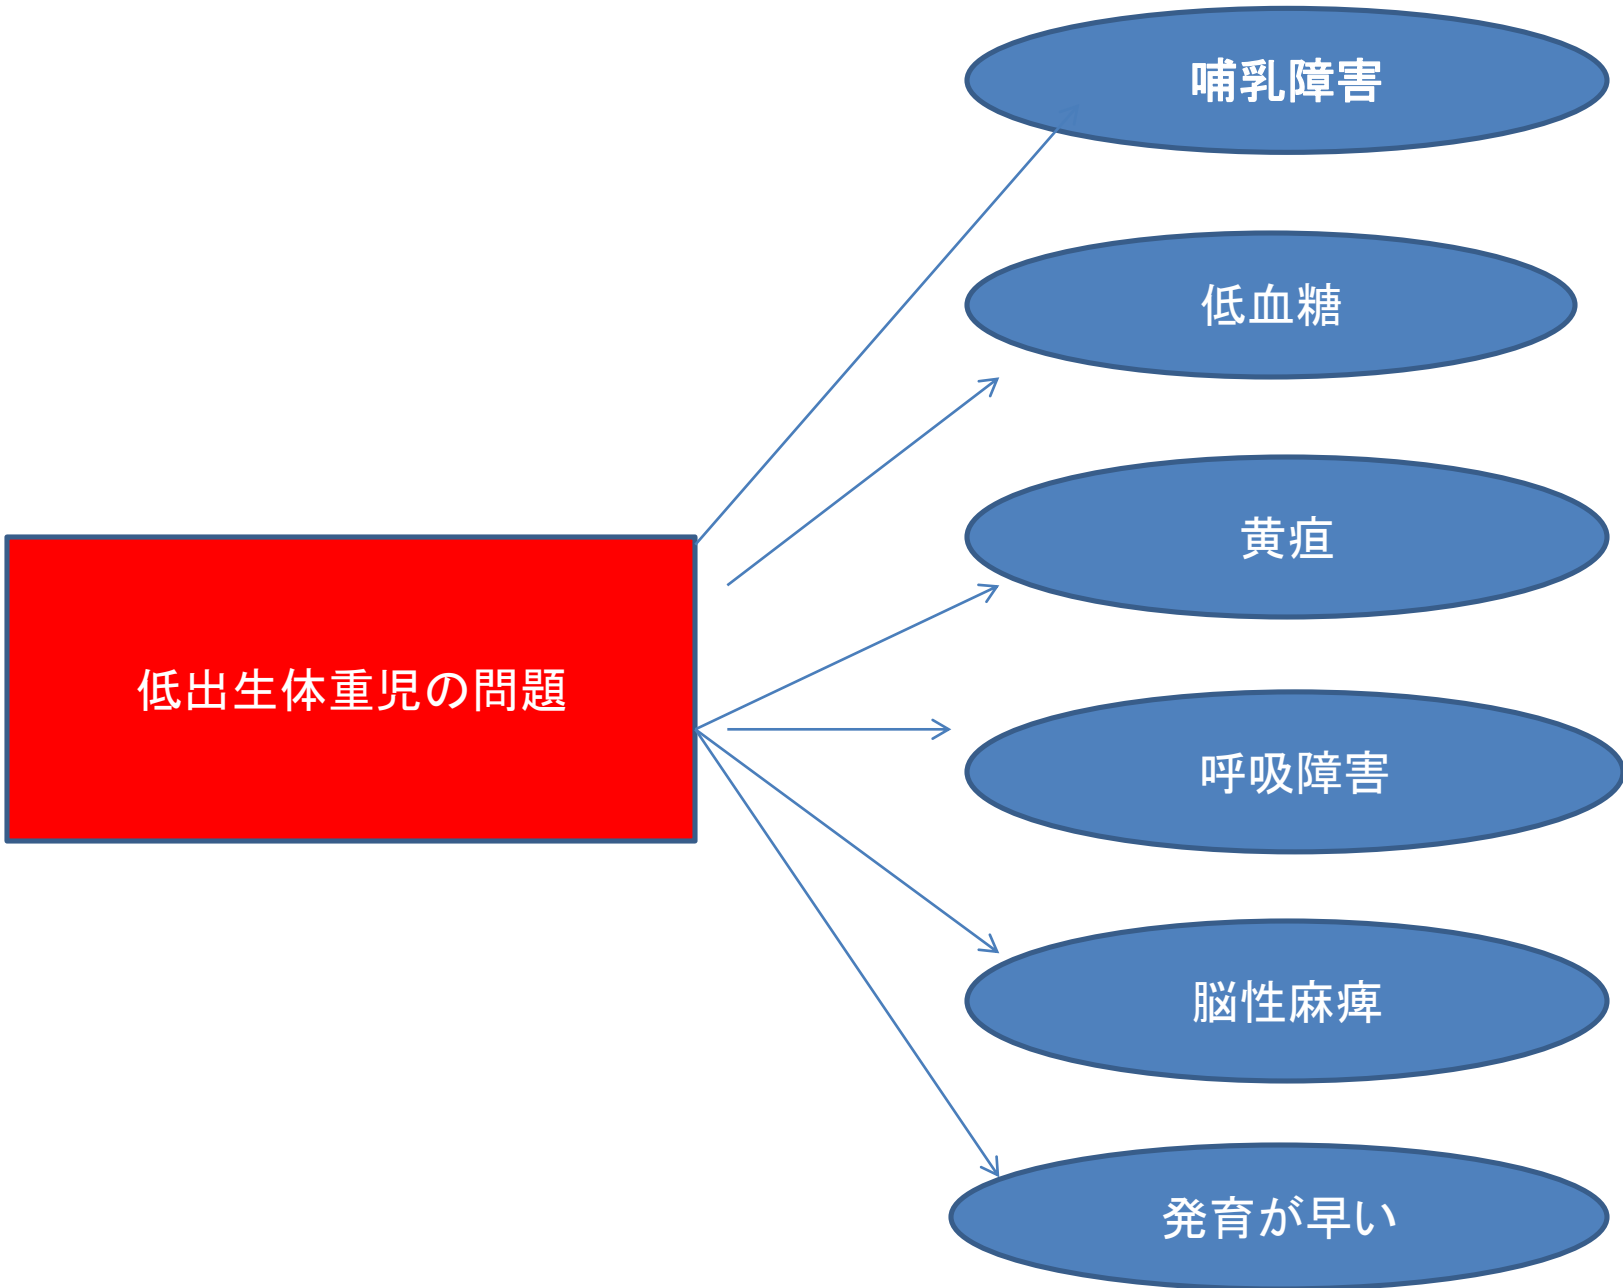 哺乳障害
低血糖
黄疸
低出生体重児の問題
呼吸障害
脳性麻痺
発育が早い